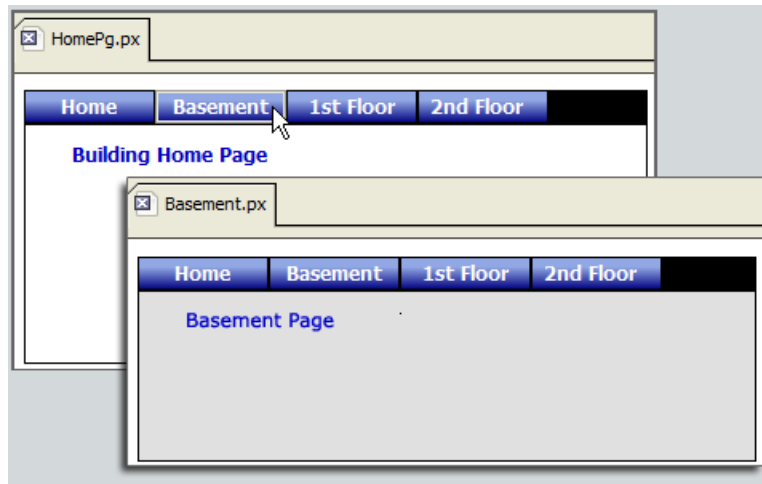 HomePg.px
Home Basement 1st Floor 2nd Floor
Building Home Page
Basement.px
Home Basement 1st Floor 2nd Floor
Basement Page